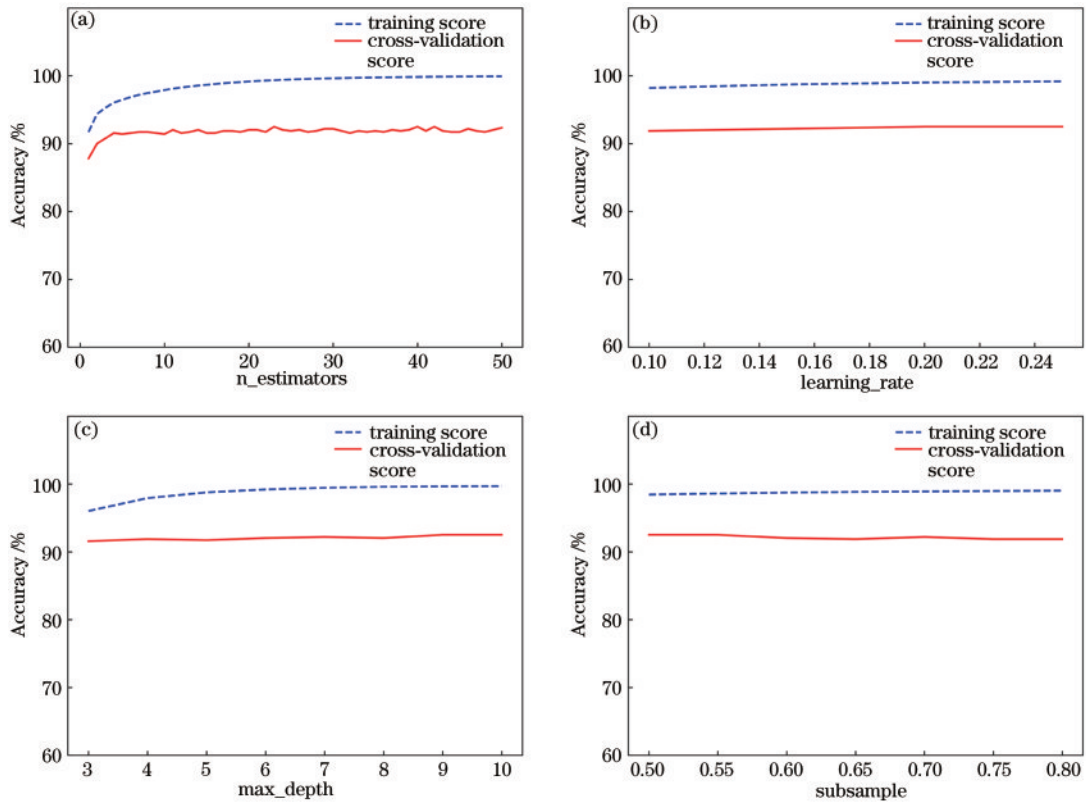 (a)
training score
cross-validation
score
100
90
80
70
60
Accuracy /%
0 10 20 30 40 50
n_estimators
(b)
training score
cross-validation
score
100
90
80
70
60
Accuracy /%
0.10 0.12 0.14 0.16 0.18 0.20 0.22 0.24
learning_rate
(c)
training score
cross-validation
score
100
90
80
70
60
Accuracy /%
3 4 5 6 7 8 9 10
max_depth
(d)
training score
cross-validation
score
100
90
80
70
60
Accuracy /%
0.50 0.55 0.60 0.65 0.70 0.75 0.80
subsample